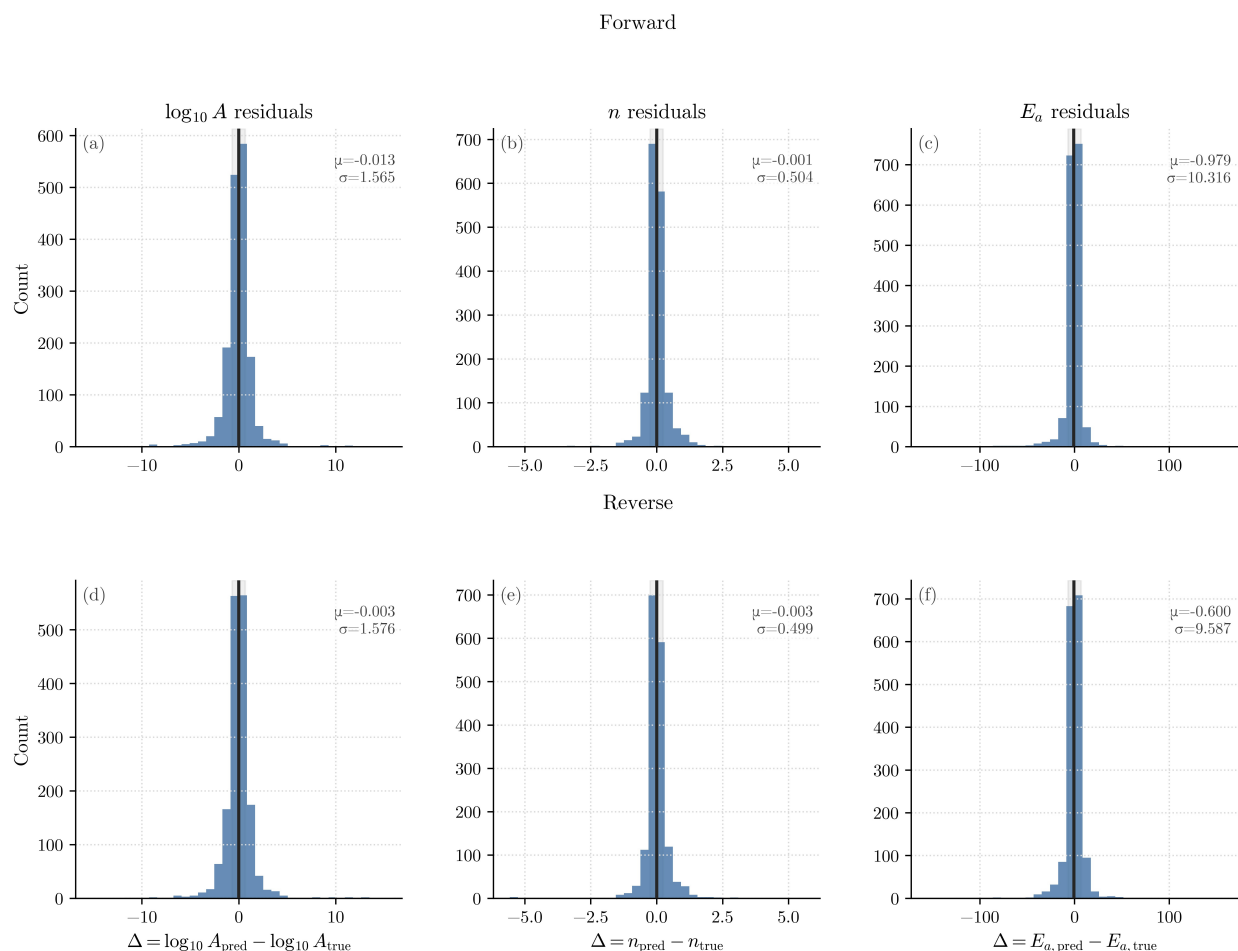 Forward
log₁₀ A residuals
n residuals
Eₐ residuals
(a)
μ=-0.013
σ=1.565
(b)
μ=-0.001
σ=0.504
(c)
μ=-0.979
σ=10.316
Count
600
500
400
300
200
100
0
−10
0
10
700
600
500
400
300
200
100
0
−5.0
−2.5
0.0
2.5
5.0
700
600
500
400
300
200
100
0
−100
0
100
Reverse
(d)
μ=-0.003
σ=1.576
(e)
μ=-0.003
σ=0.499
(f)
μ=-0.600
σ=9.587
Count
500
400
300
200
100
0
−10
0
10
700
600
500
400
300
200
100
0
−5.0
−2.5
0.0
2.5
5.0
700
600
500
400
300
200
100
0
−100
0
100
Δ = log₁₀ A_pred − log₁₀ A_true
Δ = n_pred − n_true
Δ = E_a,pred − E_a,true